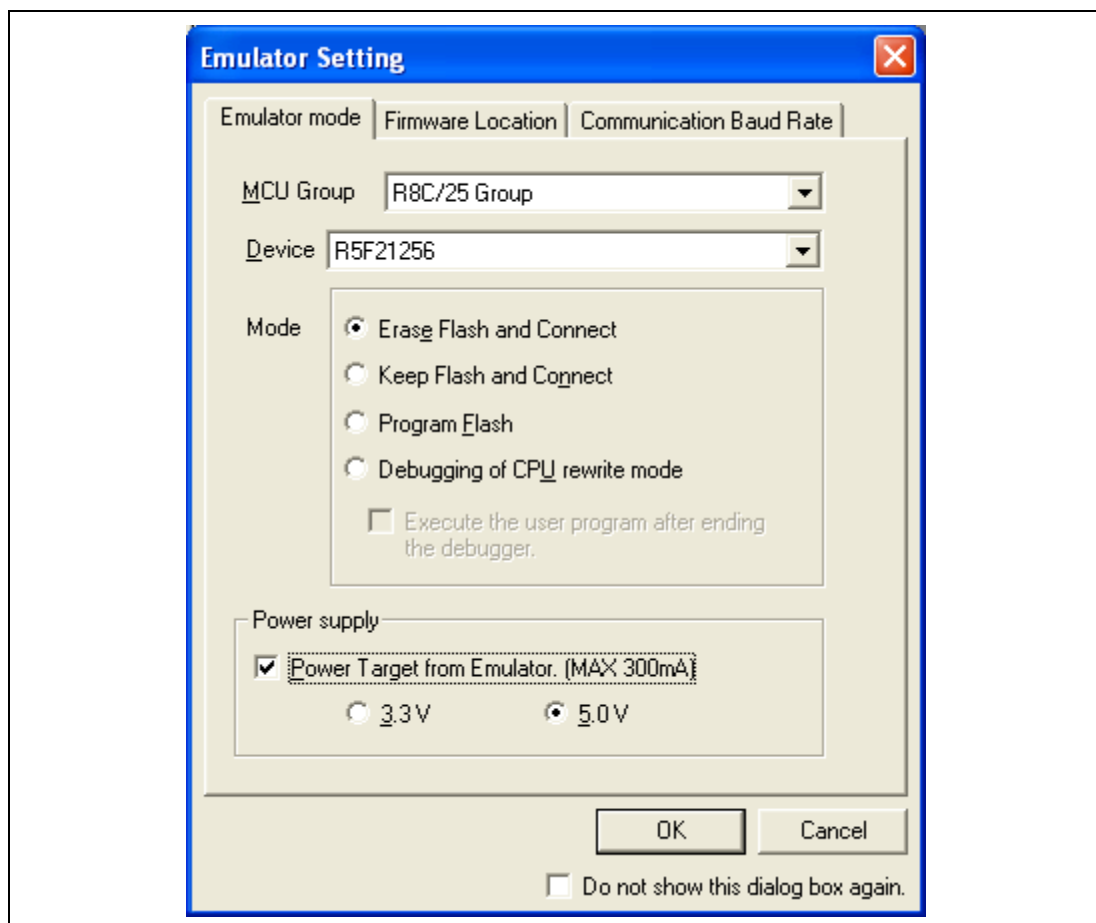 Emulator Setting
Emulator mode Firmware Location Communication Baud Rate
MCU Group R8C/25 Group
Device R5F21256
Mode Erase Flash and Connect
Keep Flash and Connect
Program Flash
Debugging of CPU rewrite mode
Execute the user program after ending
the debugger.
Power supply
Power Target from Emulator. (MAX 300mA)
3.3 V 5.0 V
OK Cancel
Do not show this dialog box again.